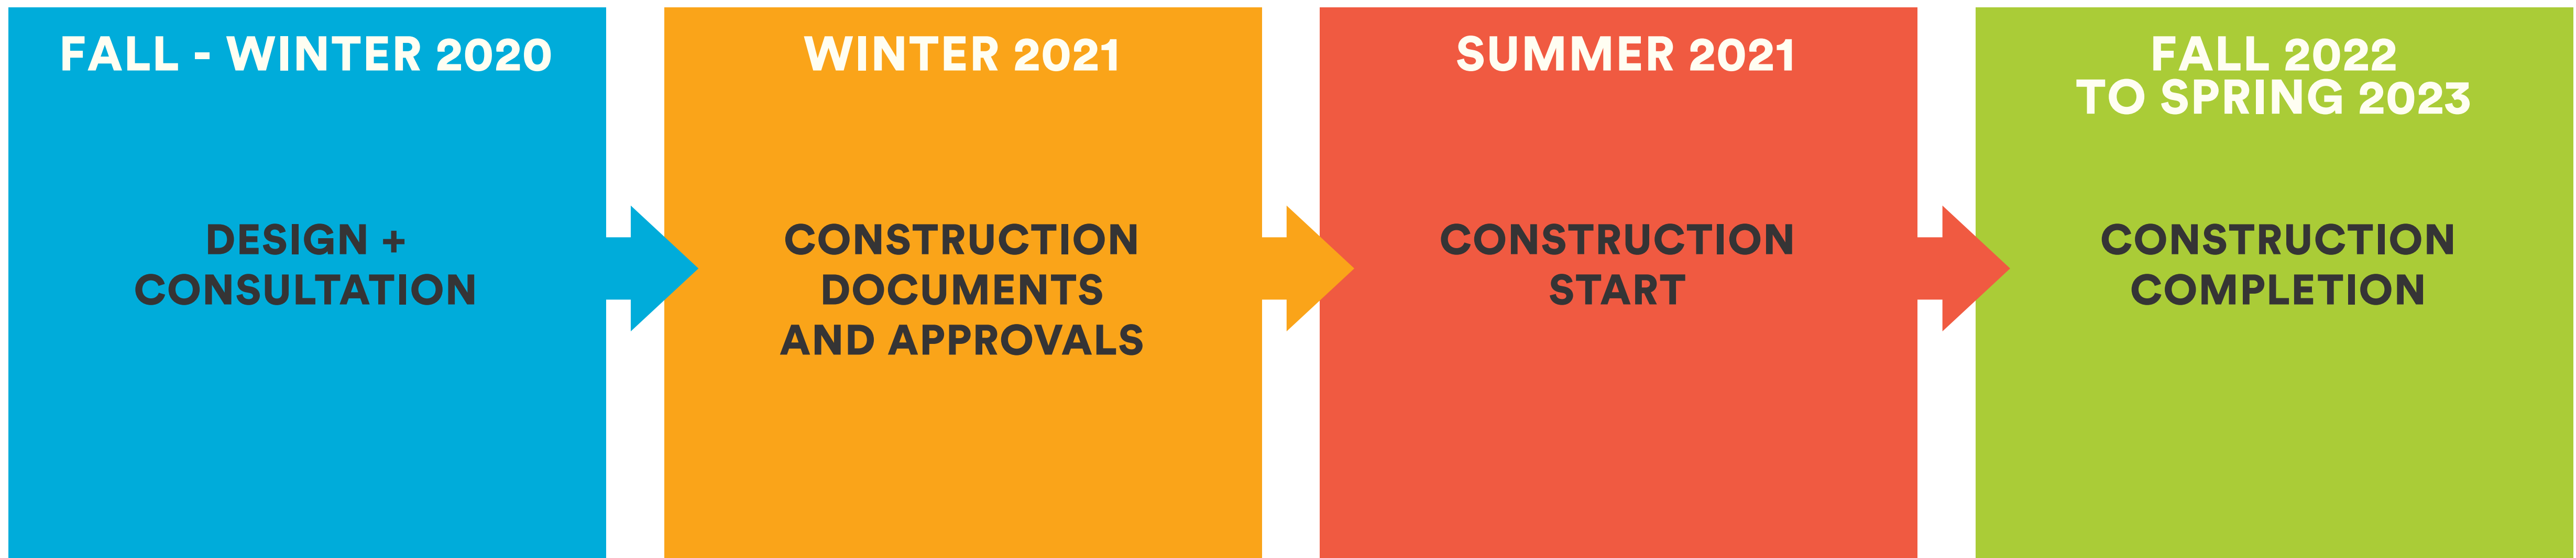 FALL - WINTER 2020
DESIGN +
CONSULTATION
WINTER 2021
CONSTRUCTION
DOCUMENTS
AND APPROVALS
SUMMER 2021
CONSTRUCTION
START
FALL 2022
TO SPRING 2023
CONSTRUCTION
COMPLETION